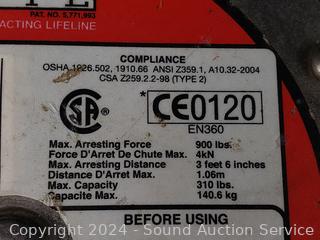 PAT. NO. 5,771,993
ACTING LIFELINE
COMPLIANCE
OSHA 1926.502, 1910.66 ANSI Z359.1, A10.32-2004
CSA Z259.2.2-98 (TYPE 2)
CSA
*CE0120
EN360
Max. Arresting Force 900 lbs.
Force D'Arret De Chute Max. 4kN
Max. Arresting Distance 3 feet 6 inches
Distance D'Arret Max. 1.06m
Max. Capacity 310 lbs.
Capacite Max. 140.6 kg
BEFORE USING
Copyright 2024 - John Auction Service